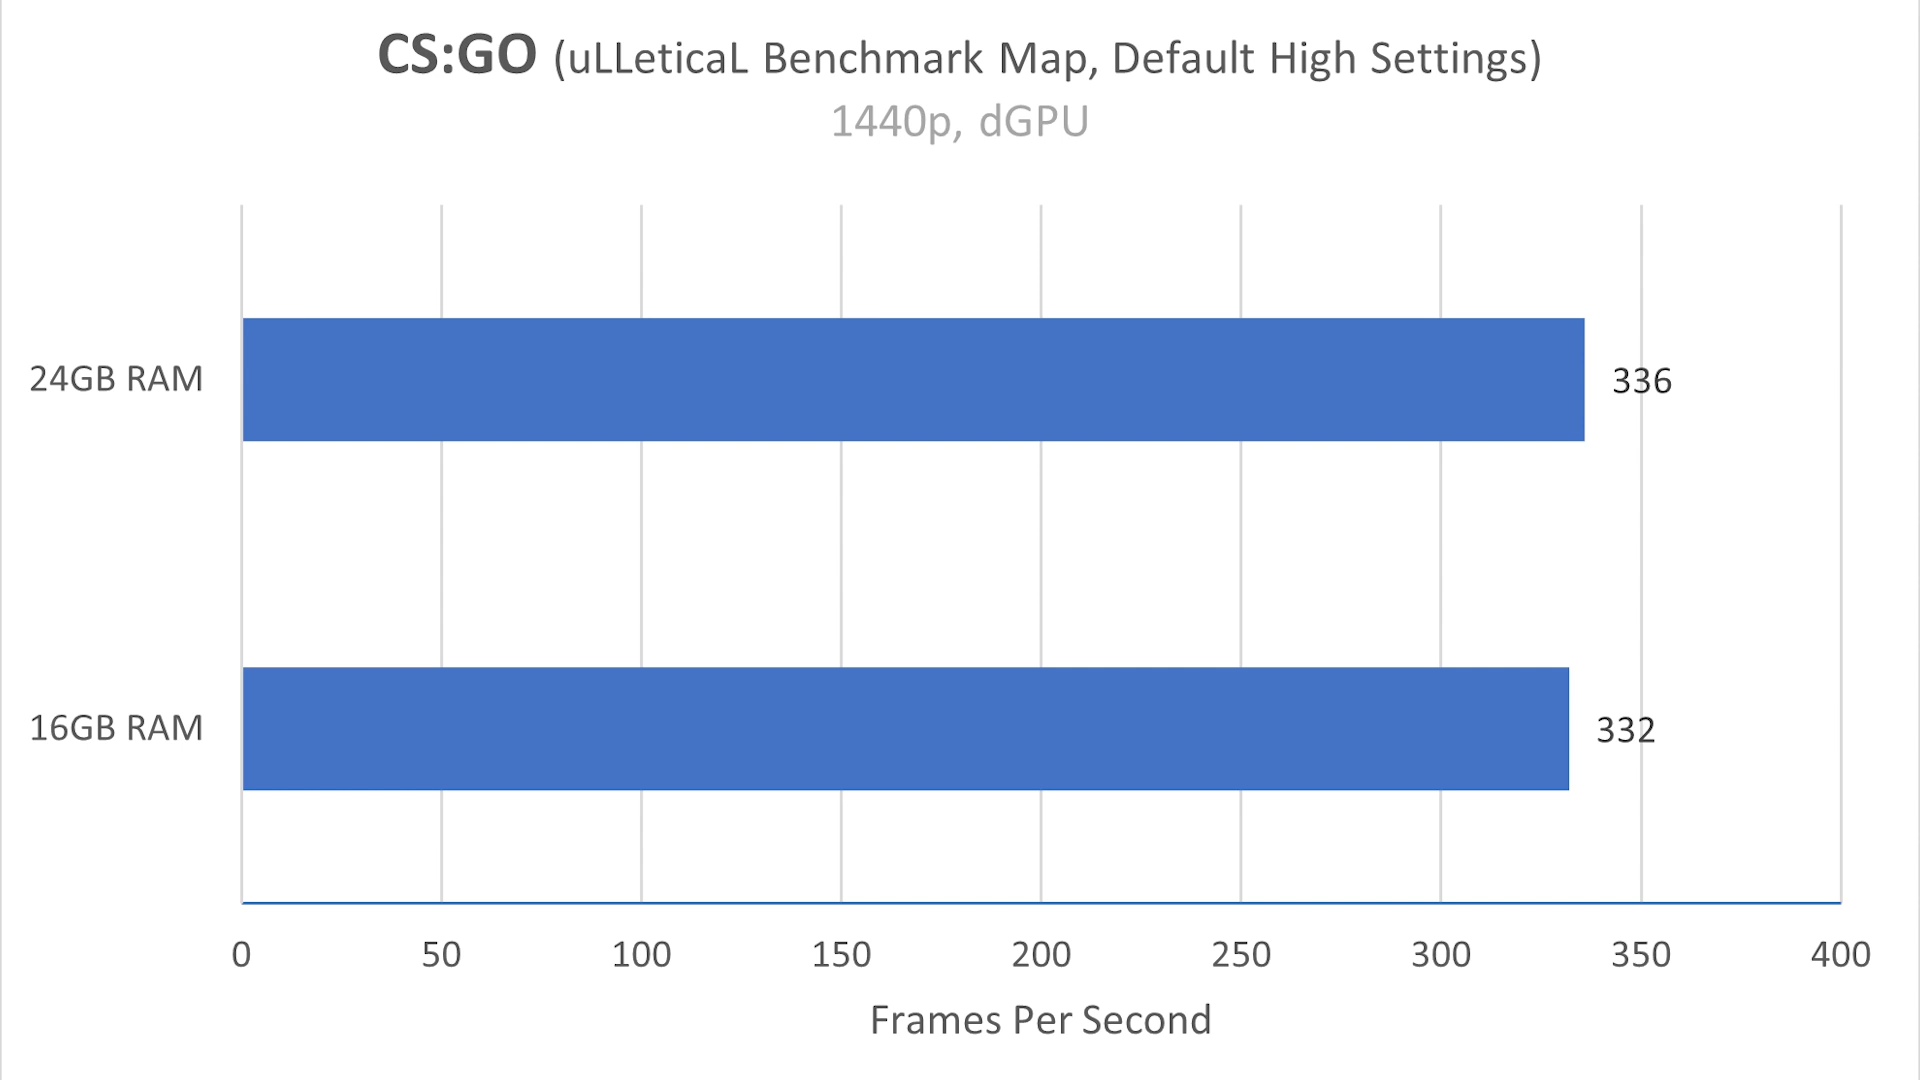 CS:GO (uLLeticaL Benchmark Map, Default High Settings)
1440p, dGPU
24GB RAM
336
16GB RAM
332
0 50 100 150 200 250 300 350 400
Frames Per Second